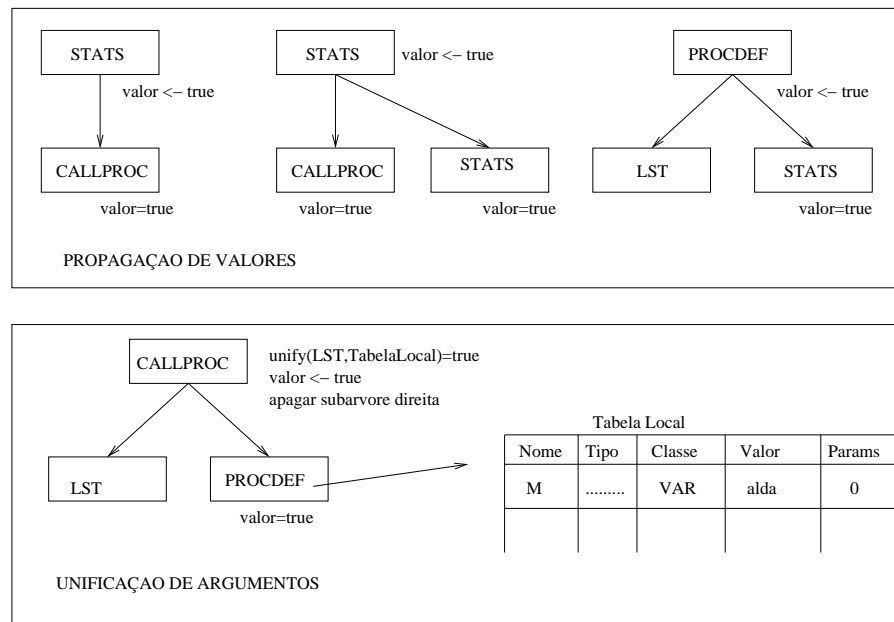 STATS
valor <− true
CALLPROC
valor=true
STATS
valor <− true
CALLPROC
valor=true
STATS
valor=true
PROCDEF
valor <− true
LST
STATS
valor=true
PROPAGAÇAO DE VALORES
CALLPROC
unify(LST,TabelaLocal)=true
valor <− true
apagar subarvore direita
LST
PROCDEF
valor=true
Tabela Local
Nome Tipo Classe Valor Params
M ......... VAR alda 0
UNIFICAÇAO DE ARGUMENTOS